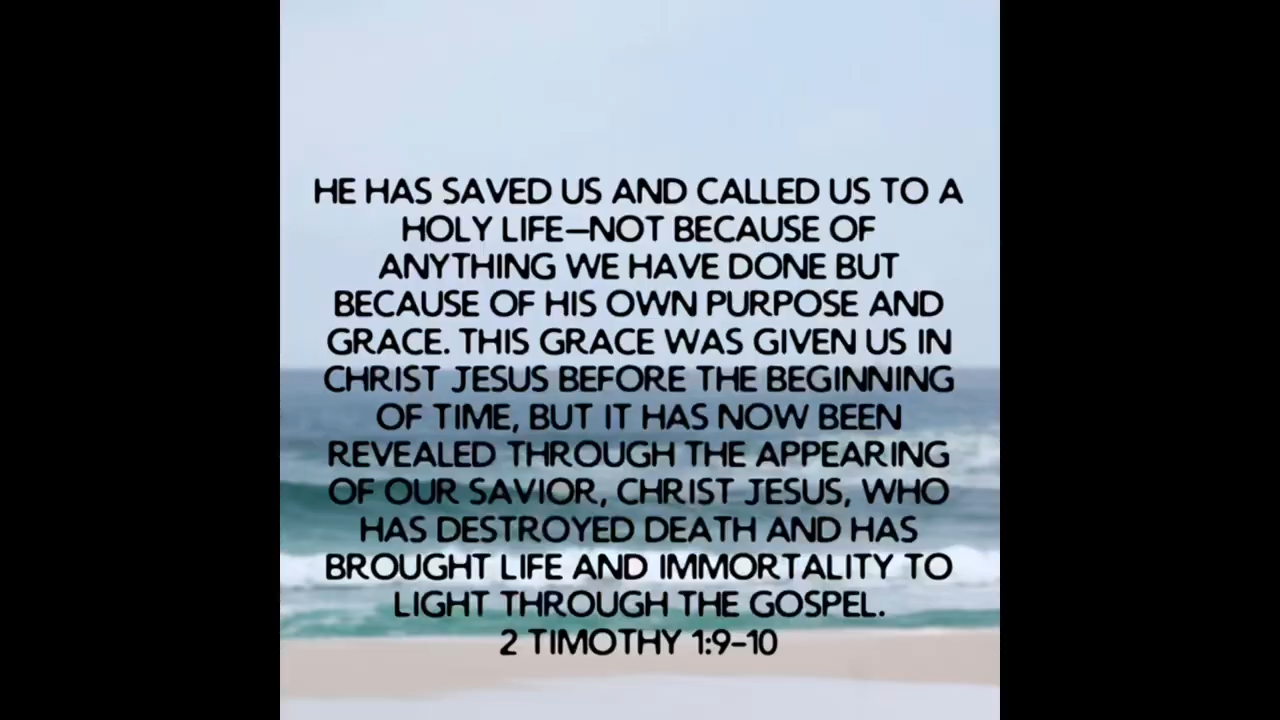 HE HAS SAVED US AND CALLED US TO A
HOLY LIFE—NOT BECAUSE OF
ANYTHING WE HAVE DONE BUT
BECAUSE OF HIS OWN PURPOSE AND
GRACE. THIS GRACE WAS GIVEN US IN
CHRIST JESUS BEFORE THE BEGINNING
OF TIME, BUT IT HAS NOW BEEN
REVEALED THROUGH THE APPEARING
OF OUR SAVIOR, CHRIST JESUS, WHO
HAS DESTROYED DEATH AND HAS
BROUGHT LIFE AND IMMORTALITY TO
LIGHT THROUGH THE GOSPEL.
2 TIMOTHY 1:9-10